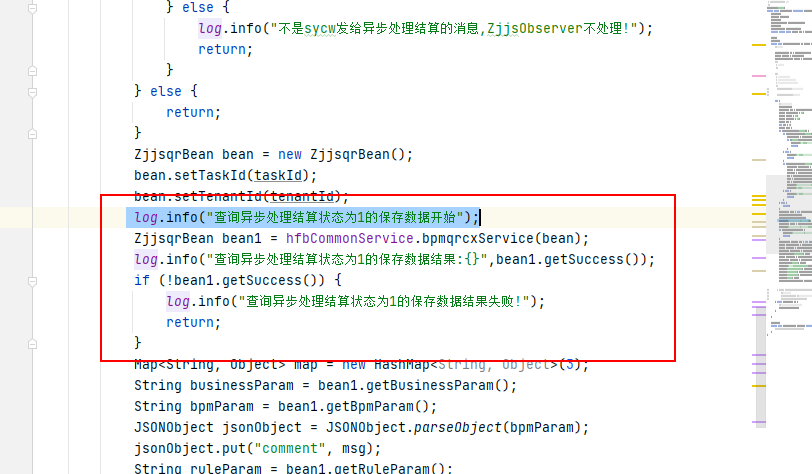 } else {
log.info("不是sycw发给异步处理结算的消息,ZjjsObserver不处理!");
return;
}
} else {
return;
}
ZjjsqrBean bean = new ZjjsqrBean();
bean.setTaskId(taskId);
bean.setTenantId(tenantId);
log.info("查询异步处理结算状态为1的保存数据开始");
ZjjsqrBean bean1 = hfbCommonService.bpmqrcxService(bean);
log.info("查询异步处理结算状态为1的保存数据结果:{}",bean1.getSuccess());
if (!bean1.getSuccess()) {
log.info("查询异步处理结算状态为1的保存数据结果失败!");
return;
}
Map<String, Object> map = new HashMap<String, Object>(3);
String businessParam = bean1.getBusinessParam();
String bpmParam = bean1.getBpmParam();
JSONObject jsonObject = JSONObject.parseObject(bpmParam);
jsonObject.put("comment", msg);
String ruleParam = bean1.getRuleParam();